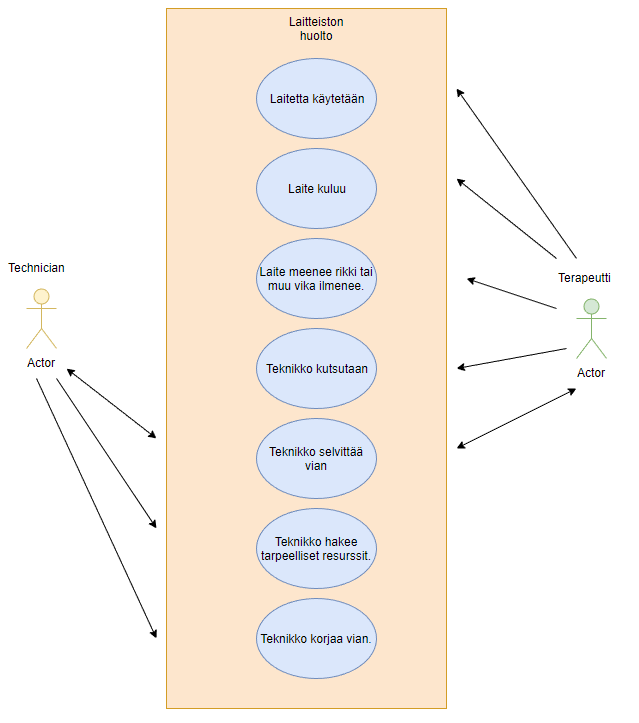 Laitteiston
huolto
Laitetta käytetään
Laite kuluu
Laite meenee rikki tai
muu vika ilmenee.
Teknikko kutsutaan
Teknikko selvittää
vian
Teknikko hakee
tarpeelliset resurssit.
Teknikko korjaa vian.
Technician
Actor
Terapeutti
Actor